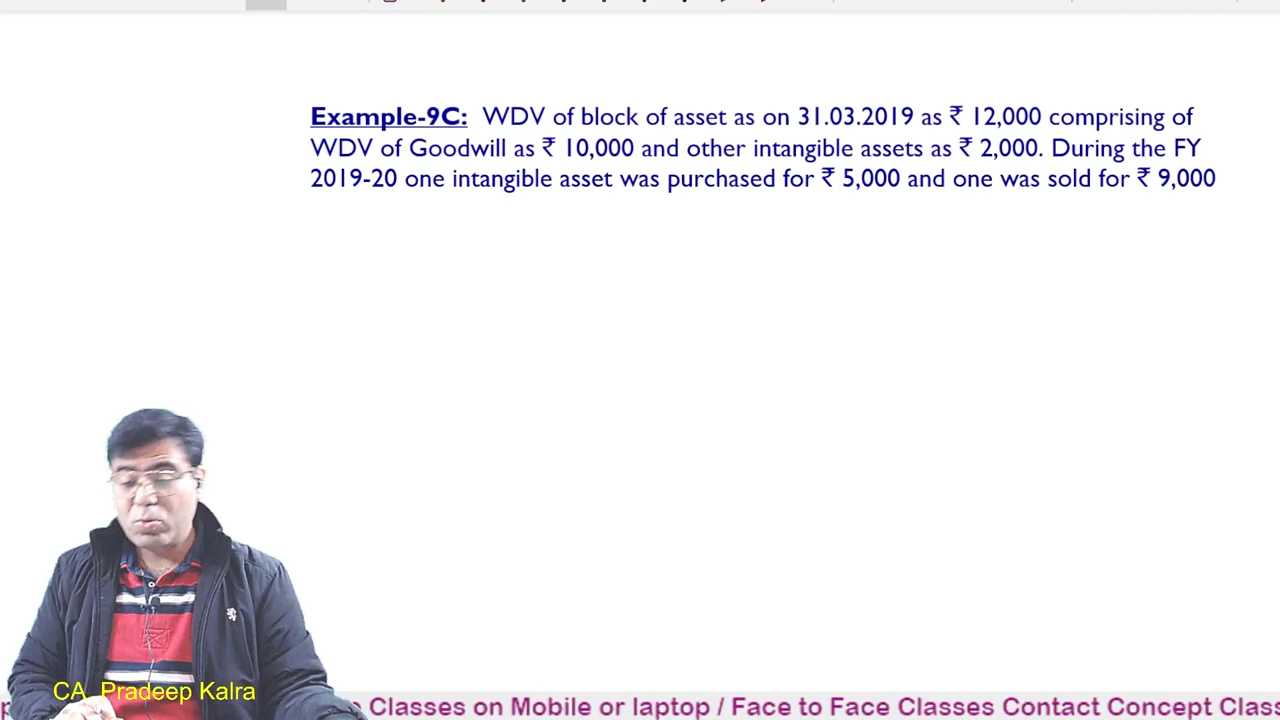 Example-9C: WDV of block of asset as on 31.03.2019 as ₹ 12,000 comprising of
WDV of Goodwill as ₹ 10,000 and other intangible assets as ₹ 2,000. During the FY
2019-20 one intangible asset was purchased for ₹ 5,000 and one was sold for ₹ 9,000
CA Pradeep Kalra
Classes on Mobile or laptop / Face to Face Classes Contact Concept